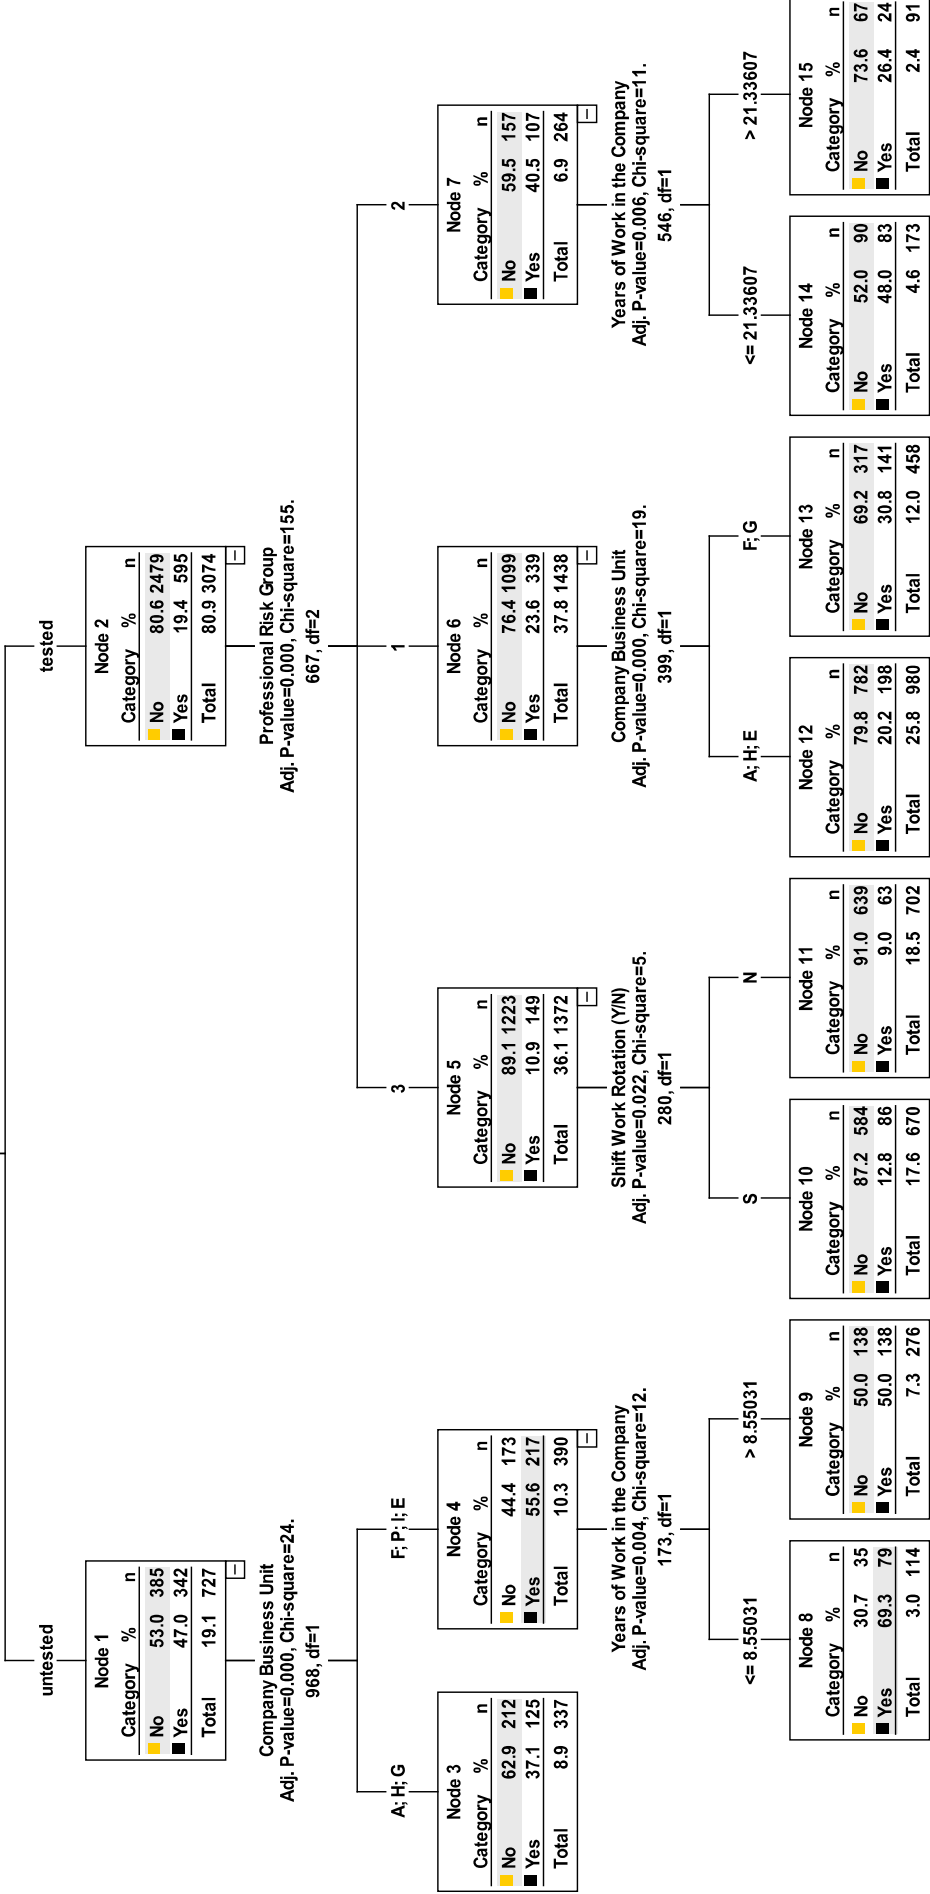 untested
tested
Node 1
Category % n
No 53.0 385
Yes 47.0 342
Total 19.1 727
Node 2
Category % n
No 80.6 2479
Yes 19.4 595
Total 80.9 3074
Company Business Unit
Adj. P-value=0.000, Chi-square=24.
968, df=1
Professional Risk Group
Adj. P-value=0.000, Chi-square=155.
667, df=2
A; H; G
F; P; I; E
3
1
2
Node 3
Category % n
No 62.9 212
Yes 37.1 125
Total 8.9 337
Node 4
Category % n
No 44.4 173
Yes 55.6 217
Total 10.3 390
Node 5
Category % n
No 89.1 1223
Yes 10.9 149
Total 36.1 1372
Node 6
Category % n
No 76.4 1099
Yes 23.6 339
Total 37.8 1438
Node 7
Category % n
No 59.5 157
Yes 40.5 107
Total 6.9 264
Years of Work in the Company
Adj. P-value=0.004, Chi-square=12.
173, df=1
Shift Work Rotation (Y/N)
Adj. P-value=0.022, Chi-square=5.
280, df=1
Company Business Unit
Adj. P-value=0.000, Chi-square=19.
399, df=1
Years of Work in the Company
Adj. P-value=0.006, Chi-square=11.
546, df=1
<= 8.55031
> 8.55031
S
N
A; H; E
F; G
<= 21.33607
> 21.33607
Node 8
Category % n
No 30.7 35
Yes 69.3 79
Total 3.0 114
Node 9
Category % n
No 50.0 138
Yes 50.0 138
Total 7.3 276
Node 10
Category % n
No 87.2 584
Yes 12.8 86
Total 17.6 670
Node 11
Category % n
No 91.0 639
Yes 9.0 63
Total 18.5 702
Node 12
Category % n
No 79.8 782
Yes 20.2 198
Total 25.8 980
Node 13
Category % n
No 69.2 317
Yes 30.8 141
Total 12.0 458
Node 14
Category % n
No 52.0 90
Yes 48.0 83
Total 4.6 173
Node 15
Category % n
No 73.6 67
Yes 26.4 24
Total 2.4 91